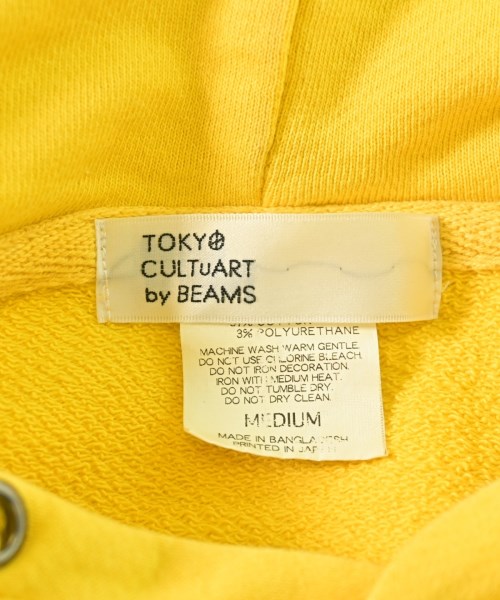 TOKYO
CULTuART
by BEAMS
3% POLYURETHANE
MACHINE WASH WARM GENTLE.
DO NOT USE CHLORINE BLEACH.
DO NOT IRON DECORATION.
IRON WITH MEDIUM HEAT.
DO NOT TUMBLE DRY.
DO NOT DRY CLEAN.
MEDIUM
MADE IN BANGLADESH
PRINTED IN JAPAN